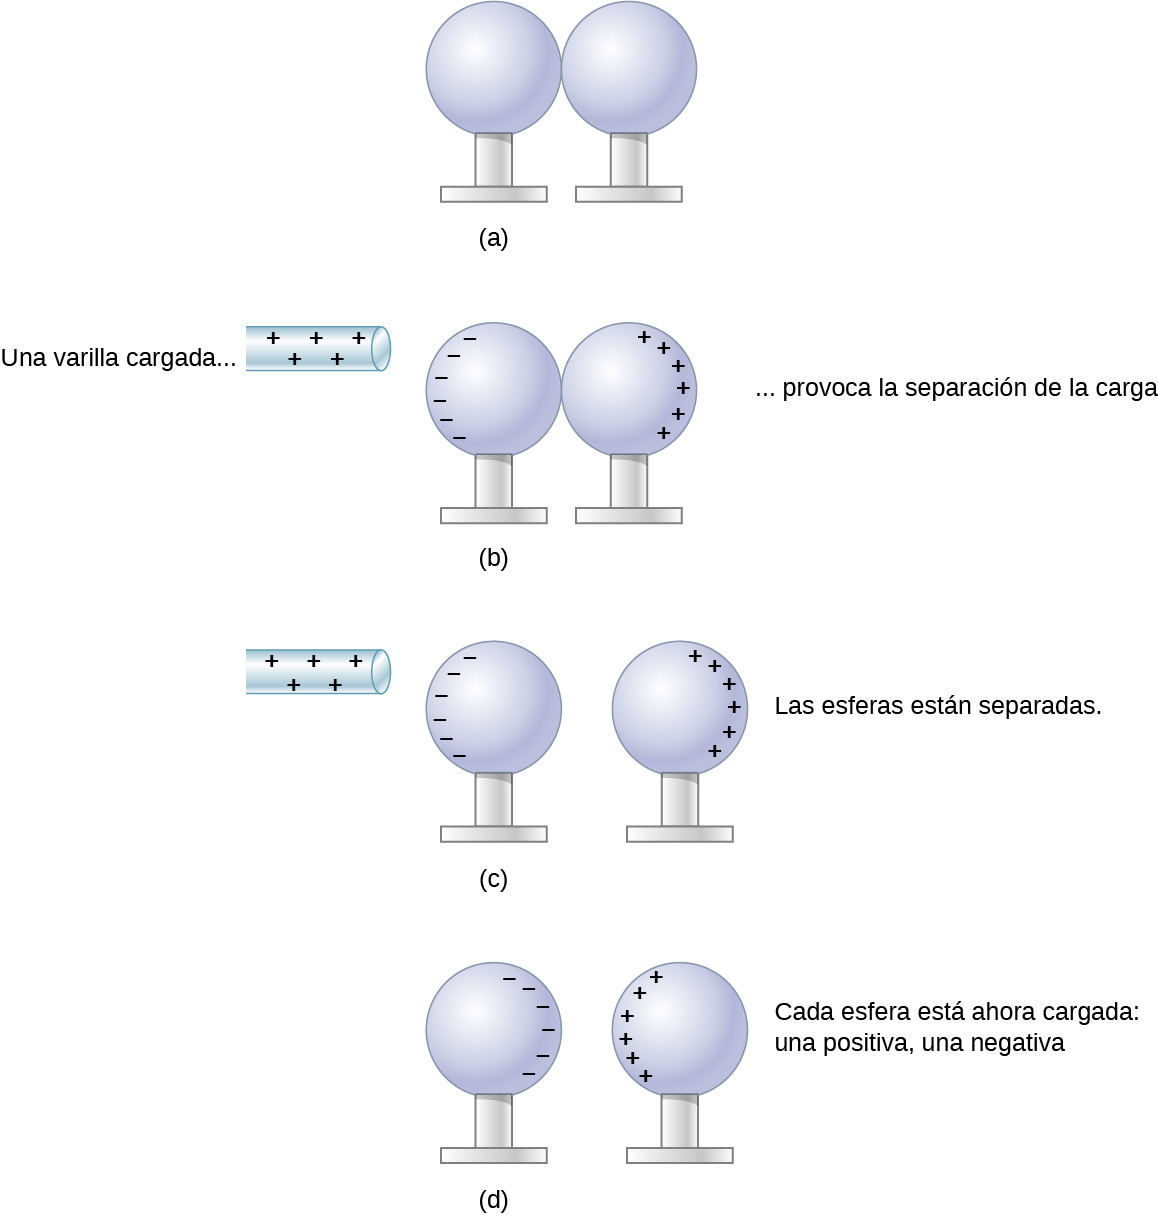 (a)
Una varilla cargada...
... provoca la separación de la carga
(b)
Las esferas están separadas.
(c)
Cada esfera está ahora cargada:
una positiva, una negativa
(d)